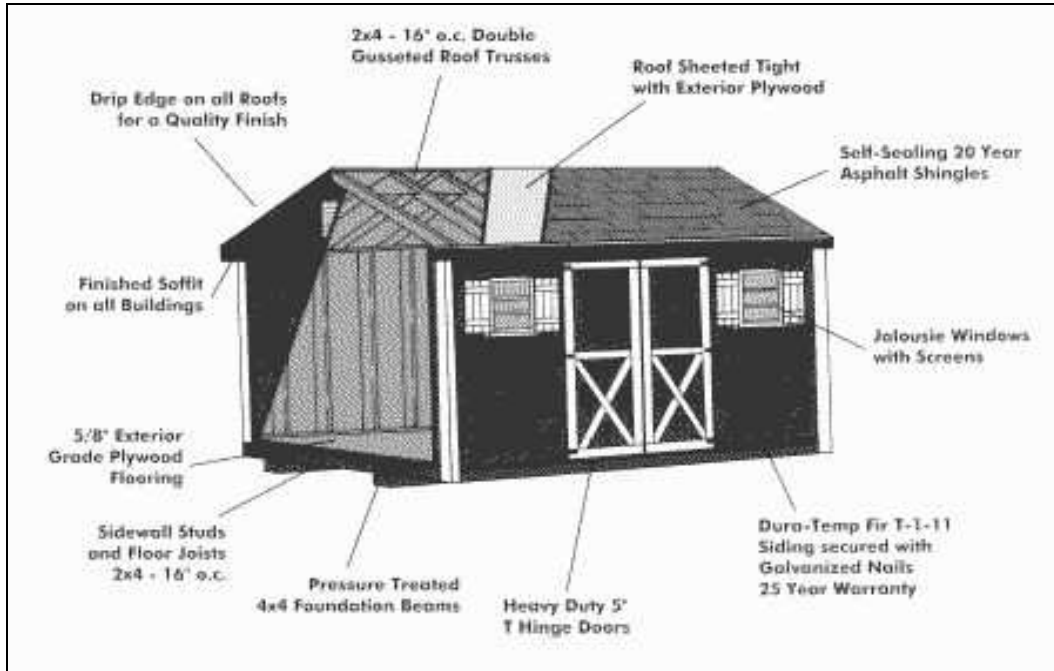 2x4 - 16" o.c. Double
Gusseted Roof Trusses
Roof Sheeted Tight
with Exterior Plywood
Drip Edge on all Roofs
for a Quality Finish
Self-Sealing 20 Year
Asphalt Shingles
Finished Soffit
on all Buildings
Jalousie Windows
with Screens
5/8" Exterior
Grade Plywood
Flooring
Sidewall Studs
and Floor Joists
2x4 - 16" o.c.
Pressure Treated
4x4 Foundation Beams
Heavy Duty 5'
T Hinge Doors
Dura-Temp Fir T-1-11
Siding secured with
Galvanized Nails
25 Year Warranty